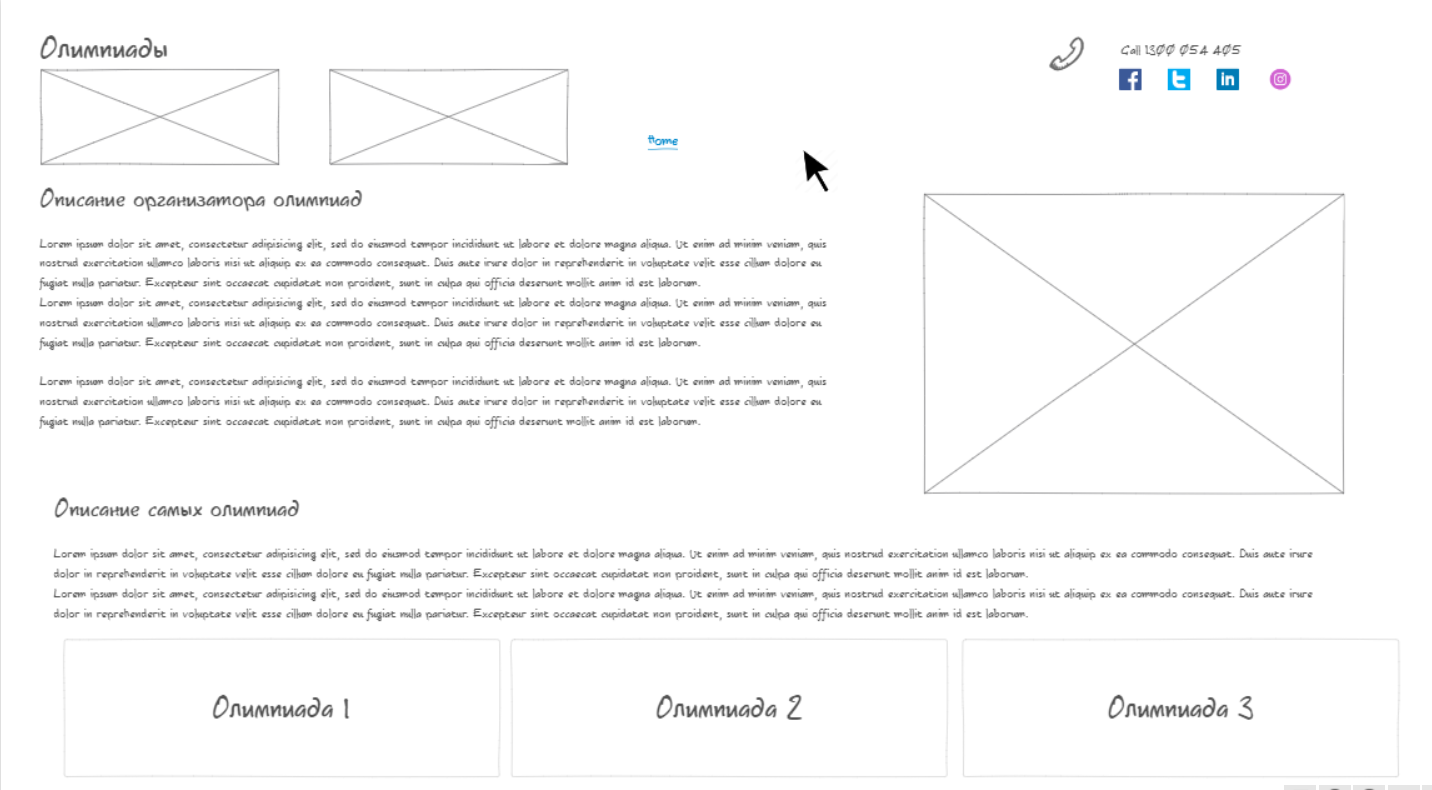 Олимпиады
Call 1300 054 405
Home
Описание организатора олимпиад
Lorem ipsum dolor sit amet, consectetur adipisicing elit, sed do eiusmod tempor incididunt ut labore et dolore magna aliqua. Ut enim ad minim veniam, quis
nostrud exercitation ullamco laboris nisi ut aliquip ex ea commodo consequat. Duis aute irure dolor in reprehenderit in voluptate velit esse cillum dolore eu
fugiat nulla pariatur. Excepteur sint occaecat cupidatat non proident, sunt in culpa qui officia deserunt mollit anim id est laborum.
Lorem ipsum dolor sit amet, consectetur adipisicing elit, sed do eiusmod tempor incididunt ut labore et dolore magna aliqua. Ut enim ad minim veniam, quis
nostrud exercitation ullamco laboris nisi ut aliquip ex ea commodo consequat. Duis aute irure dolor in reprehenderit in voluptate velit esse cillum dolore eu
fugiat nulla pariatur. Excepteur sint occaecat cupidatat non proident, sunt in culpa qui officia deserunt mollit anim id est laborum.
Lorem ipsum dolor sit amet, consectetur adipisicing elit, sed do eiusmod tempor incididunt ut labore et dolore magna aliqua. Ut enim ad minim veniam, quis
nostrud exercitation ullamco laboris nisi ut aliquip ex ea commodo consequat. Duis aute irure dolor in reprehenderit in voluptate velit esse cillum dolore eu
fugiat nulla pariatur. Excepteur sint occaecat cupidatat non proident, sunt in culpa qui officia deserunt mollit anim id est laborum.
Описание самых олимпиад
Lorem ipsum dolor sit amet, consectetur adipisicing elit, sed do eiusmod tempor incididunt ut labore et dolore magna aliqua. Ut enim ad minim veniam, quis nostrud exercitation ullamco laboris nisi ut aliquip ex ea commodo consequat. Duis aute irure
dolor in reprehenderit in voluptate velit esse cillum dolore eu fugiat nulla pariatur. Excepteur sint occaecat cupidatat non proident, sunt in culpa qui officia deserunt mollit anim id est laborum.
Lorem ipsum dolor sit amet, consectetur adipisicing elit, sed do eiusmod tempor incididunt ut labore et dolore magna aliqua. Ut enim ad minim veniam, quis nostrud exercitation ullamco laboris nisi ut aliquip ex ea commodo consequat. Duis aute irure
dolor in reprehenderit in voluptate velit esse cillum dolore eu fugiat nulla pariatur. Excepteur sint occaecat cupidatat non proident, sunt in culpa qui officia deserunt mollit anim id est laborum.
Олимпиада 1
Олимпиада 2
Олимпиада 3